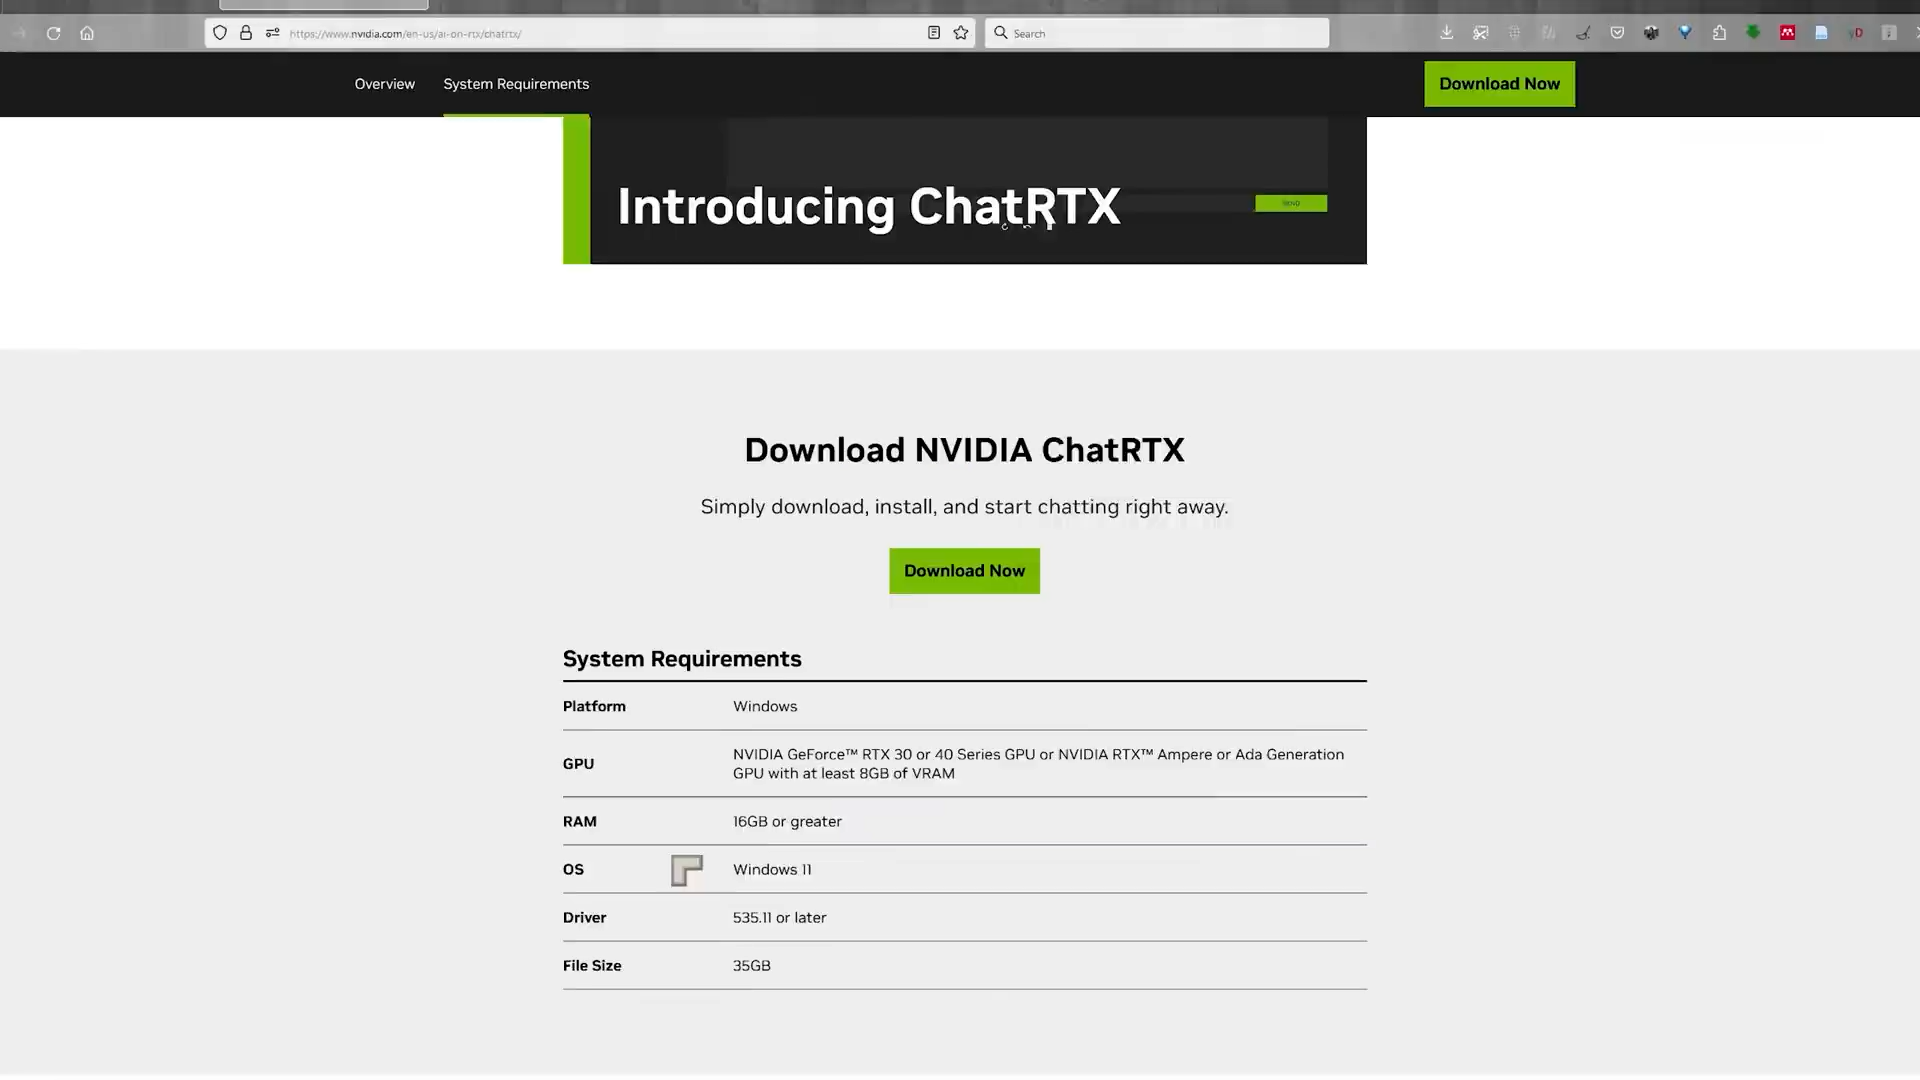 https://www.nvidia.com/en-us/ai-on-rtx/chatrtx/
Search
Overview
System Requirements
Download Now
Introducing ChatRTX
SEND
Download NVIDIA ChatRTX
Simply download, install, and start chatting right away.
Download Now
System Requirements
Platform
Windows
GPU
NVIDIA GeForce™ RTX 30 or 40 Series GPU or NVIDIA RTX™ Ampere or Ada Generation
GPU with at least 8GB of VRAM
RAM
16GB or greater
OS
Windows 11
Driver
535.11 or later
File Size
35GB